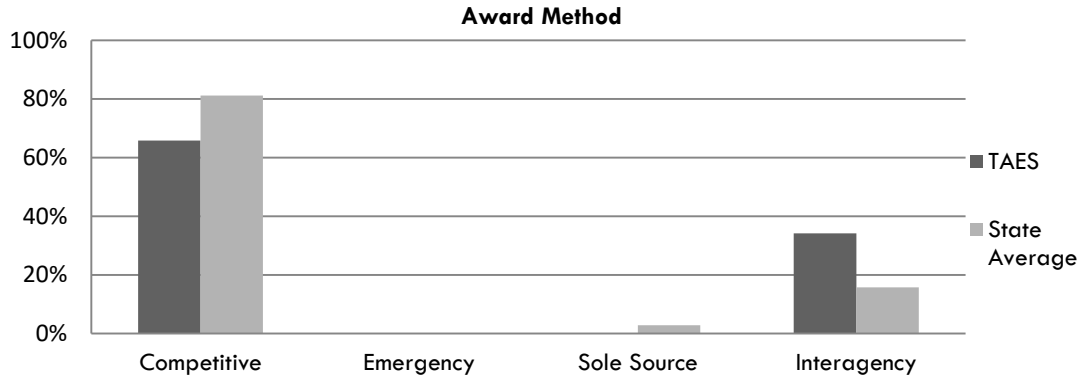 Award Method
100%
80%
60%
40%
20%
0%
Competitive
Emergency
Sole Source
Interagency
TAES
State
Average